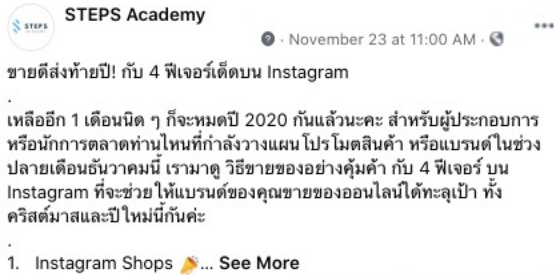 STEPS
ACADEMY
STEPS Academy
November 23 at 11:00 AM ·
ขายดีส่งท้ายปี! กับ 4 ฟีเจอร์เด็ดบน Instagram
.
เหลืออีก 1 เดือนนิด ๆ ก็จะหมดปี 2020 กันแล้วนะคะ สำหรับผู้ประกอบการ
หรือนักการตลาดท่านไหนที่กำลังวางแผนโปรโมตสินค้า หรือแบรนด์ในช่วง
ปลายเดือนธันวาคมนี้ เรามาดู วิธีขายของอย่างคุ้มค้า กับ 4 ฟีเจอร์ บน
Instagram ที่จะช่วยให้แบรนด์ของคุณขายของออนไลน์ได้ทะลุเป้า ทั้ง
คริสต์มาสและปีใหม่นี้กันค่ะ
.
1. Instagram Shops 🎉... See More